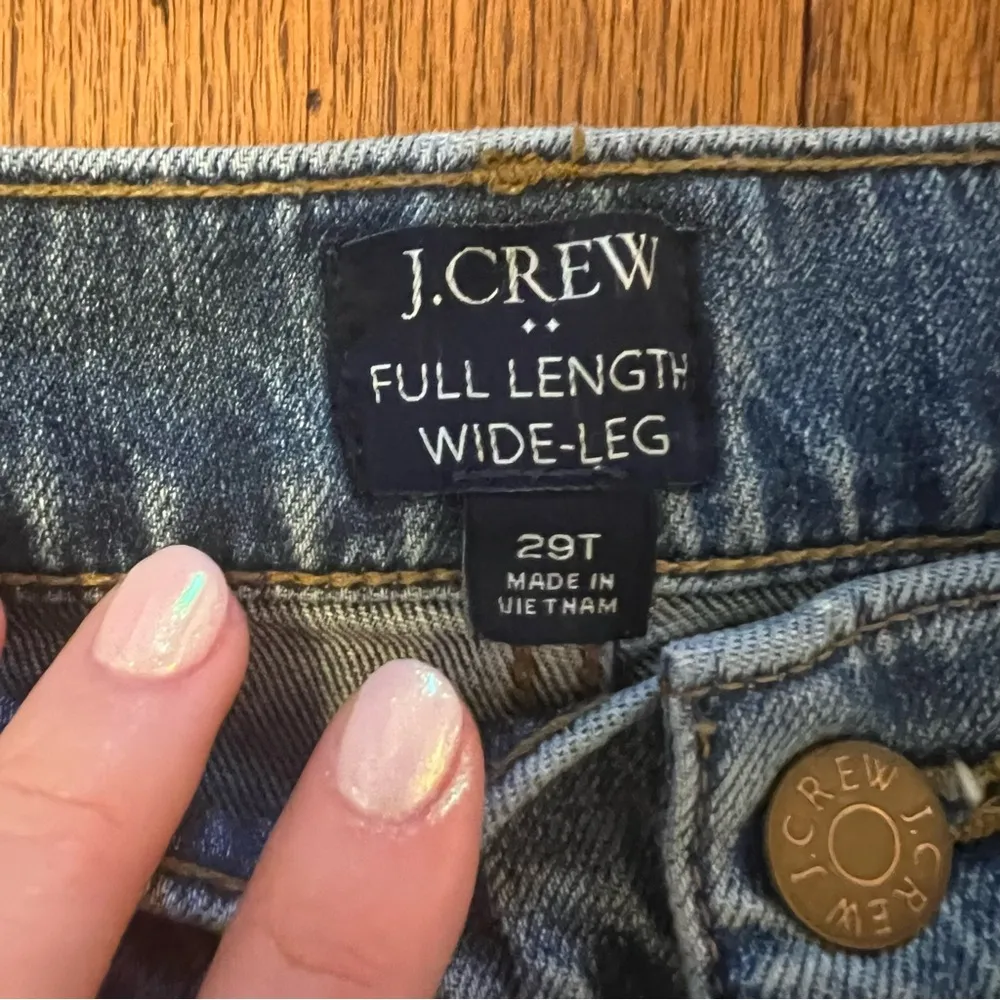 J.CREW
FULL LENGTH
WIDE-LEG
29T
MADE IN
VIETNAM
J.CREW J.CREW